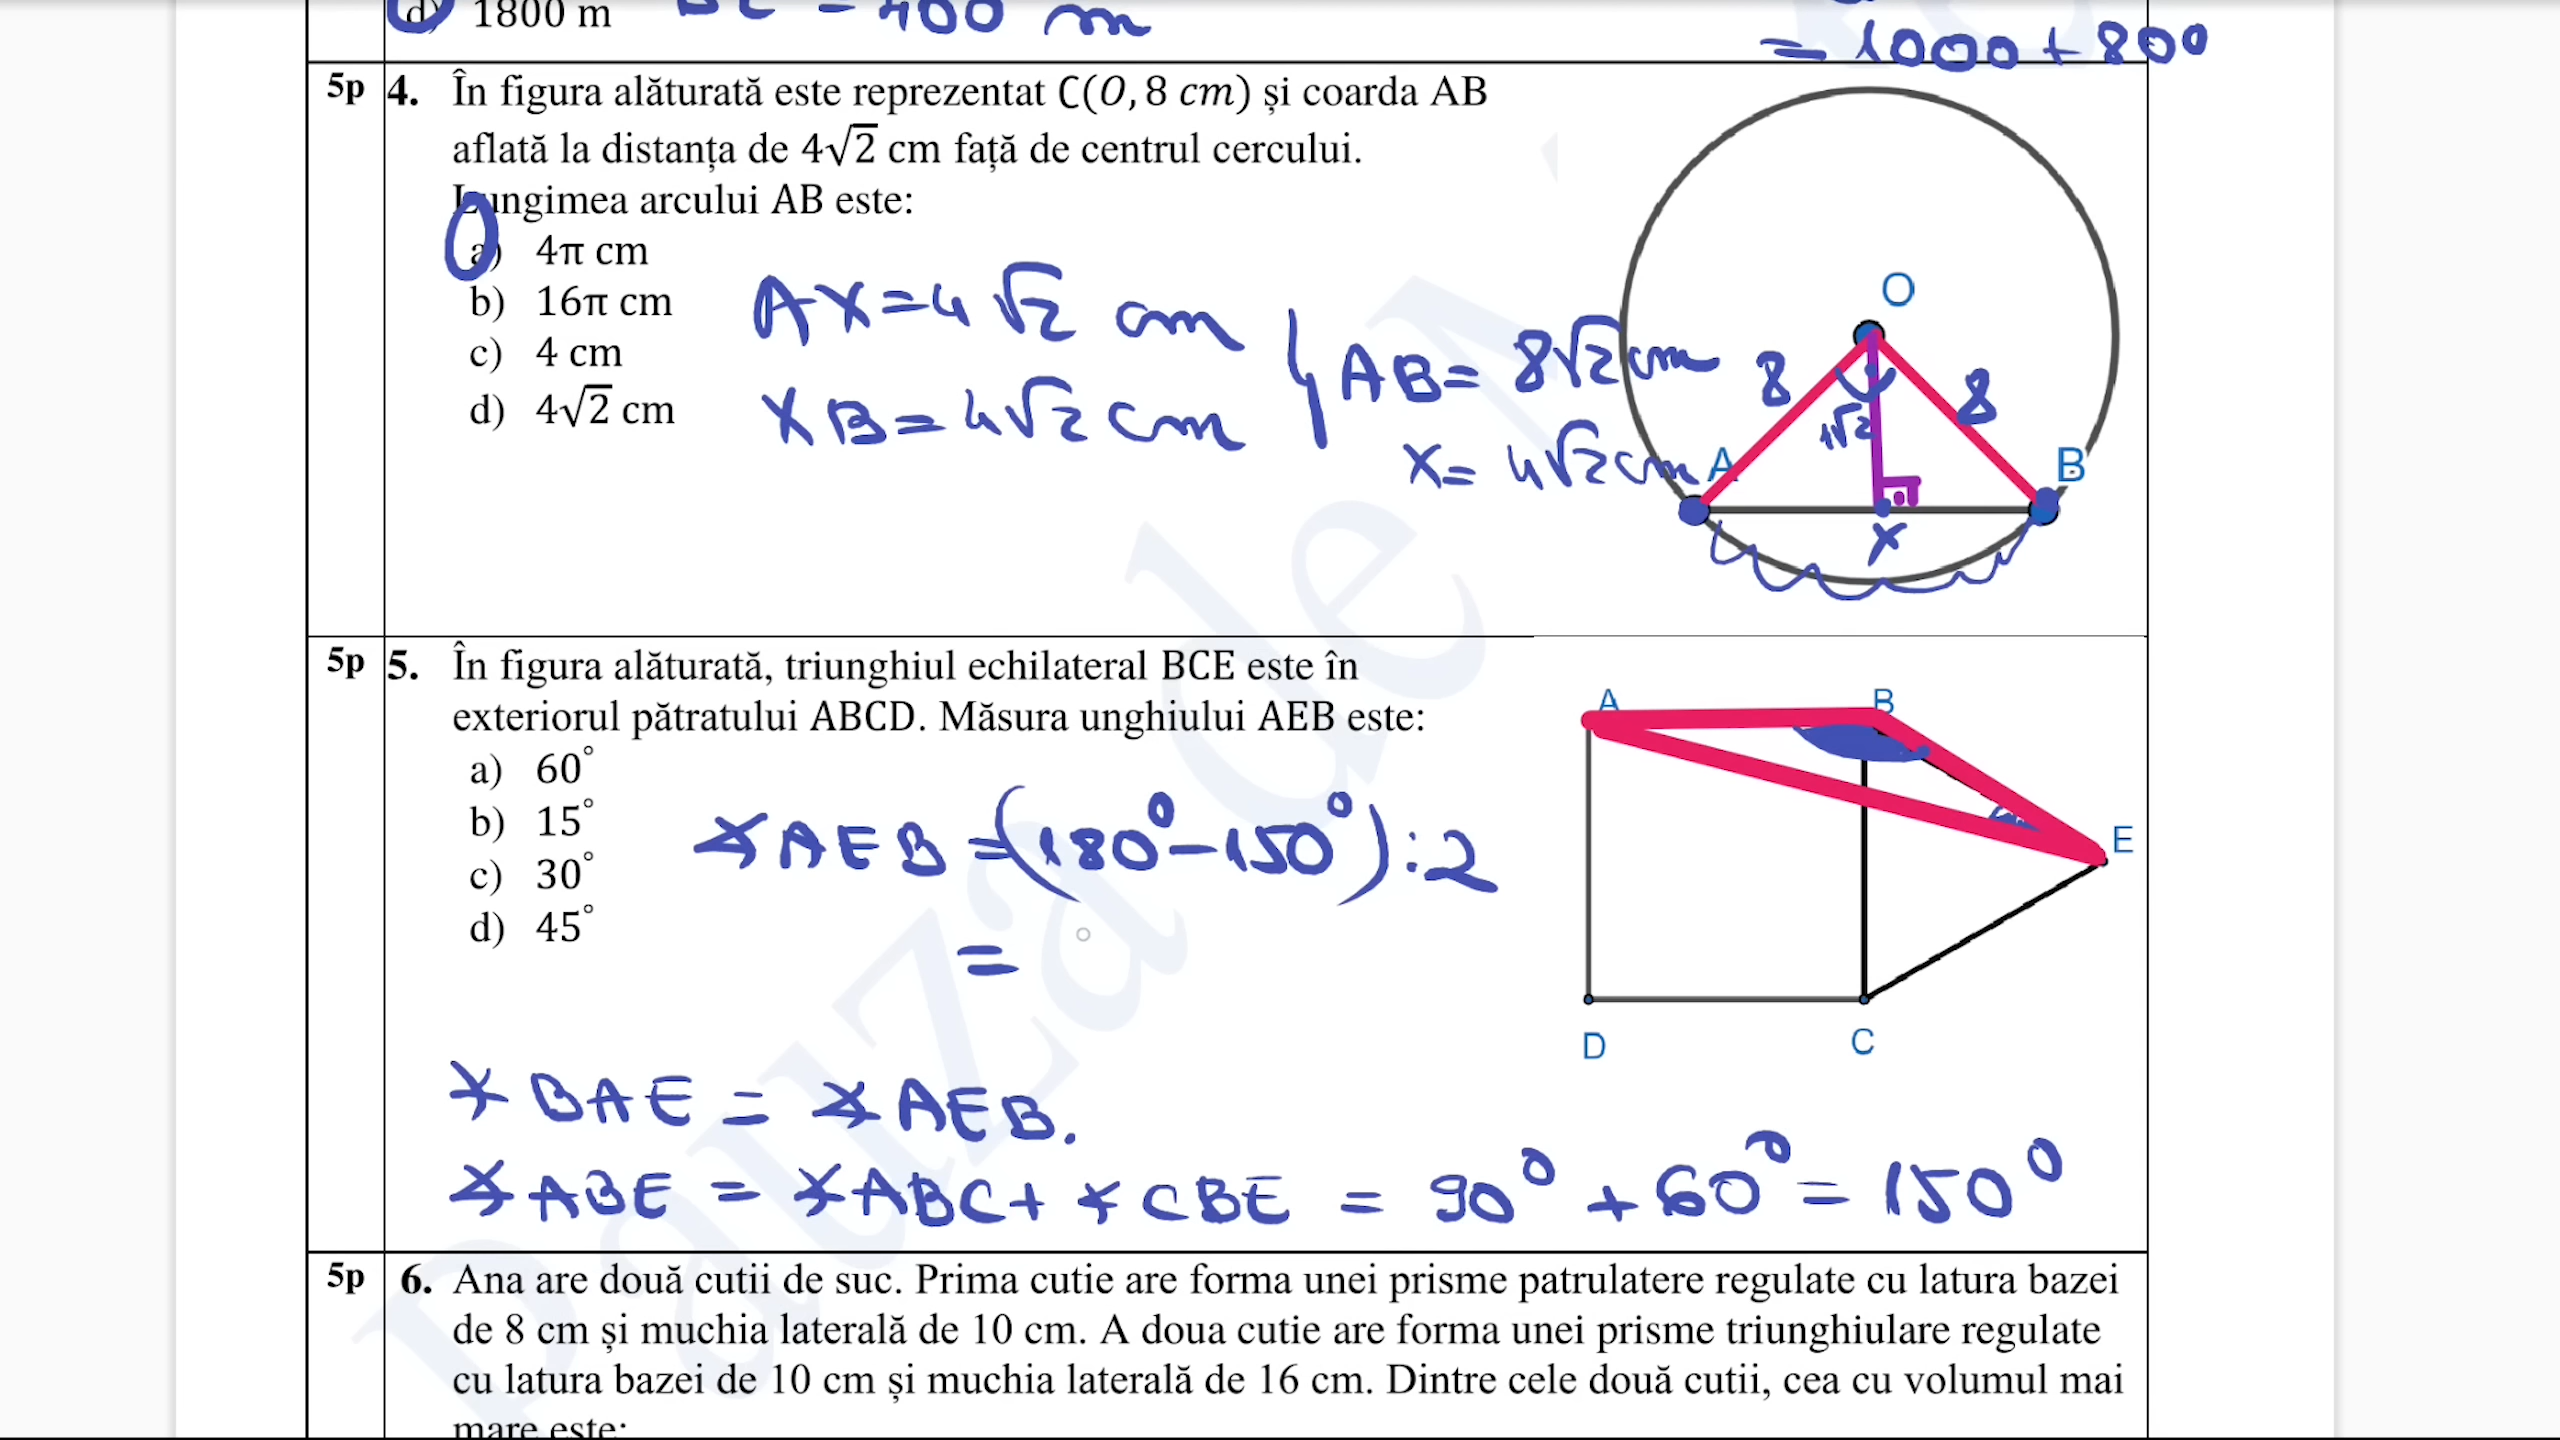 d) 1800 m
= 400 m
= 1000 + 800
5p 4. În figura alăturată este reprezentat C(O, 8 cm) și coarda AB
aflată la distanța de 4√2 cm față de centrul cercului.
Lungimea arcului AB este:
a) 4π cm
b) 16π cm
c) 4 cm
d) 4√2 cm
AX = 4√2 cm
XB = 4√2 cm
AB = 8√2 cm
X = 4√2 cm
O
8
8
4√2
A
B
X
5p 5. În figura alăturată, triunghiul echilateral BCE este în
exteriorul pătratului ABCD. Măsura unghiului AEB este:
a) 60°
b) 15°
c) 30°
d) 45°
∢AEB = (180° - 150°) : 2
=
A
B
E
D
C
∢BAE = ∢AEB.
∢ABE = ∢ABC + ∢CBE = 90° + 60° = 150°
5p 6. Ana are două cutii de suc. Prima cutie are forma unei prisme patrulatere regulate cu latura bazei
de 8 cm și muchia laterală de 10 cm. A doua cutie are forma unei prisme triunghiulare regulate
cu latura bazei de 10 cm și muchia laterală de 16 cm. Dintre cele două cutii, cea cu volumul mai
mare este:
Pauza de